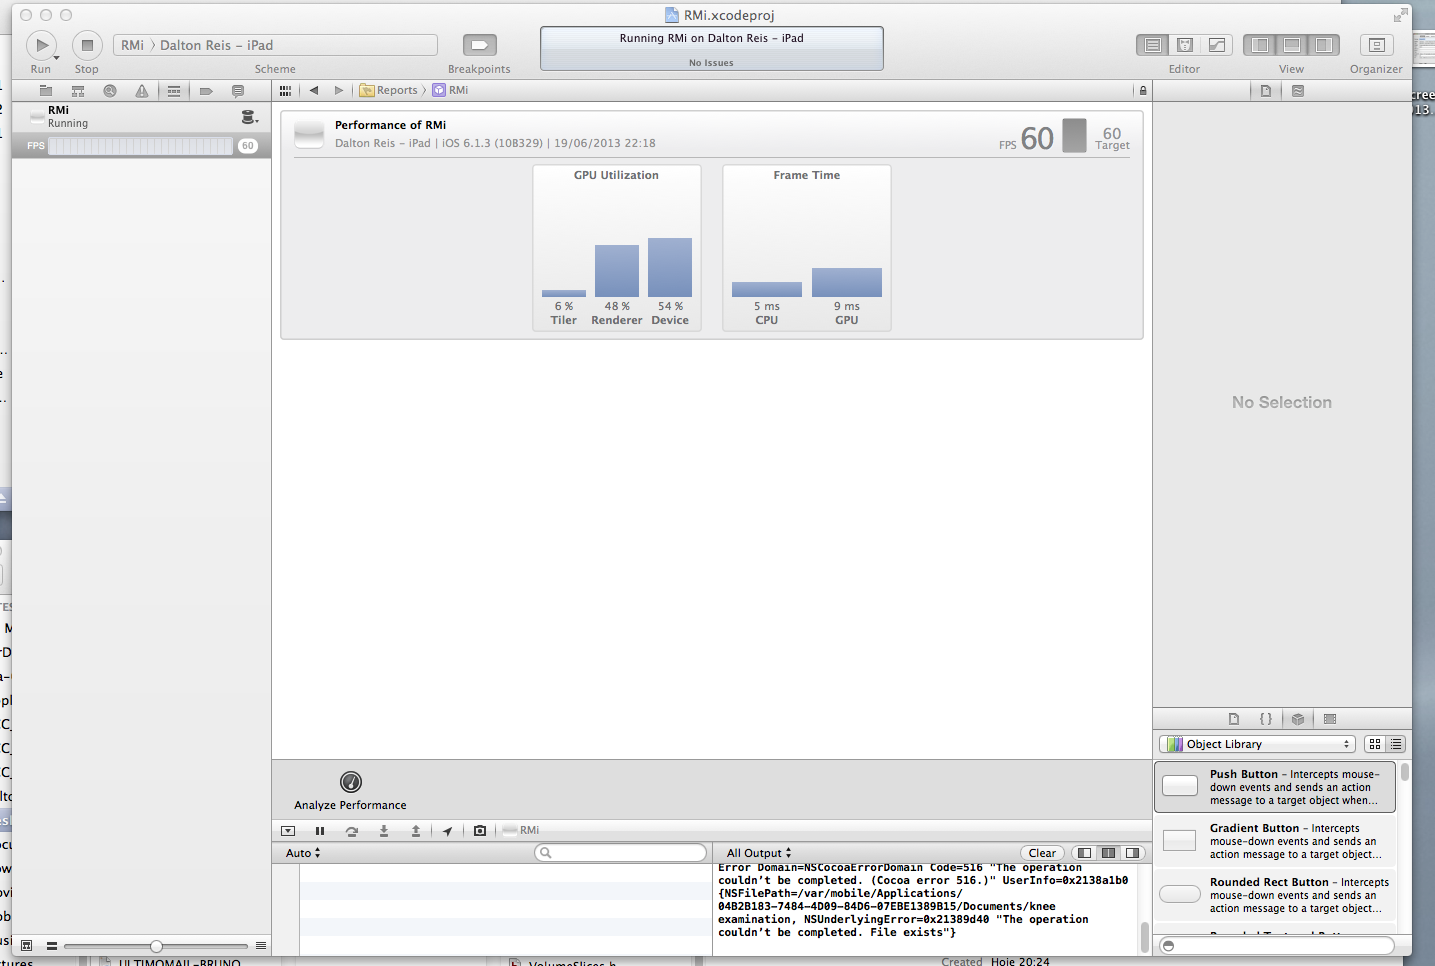 RMi.xcodeproj
Running RMi on Dalton Reis – iPad
No Issues
RMi 〉 Dalton Reis – iPad
Run
Stop
Scheme
Breakpoints
Editor
View
Organizer
Reports 〉 RMi
RMi
Running
FPS
60
Performance of RMi
Dalton Reis – iPad | iOS 6.1.3 (10B329) | 19/06/2013 22:18
FPS 60
60
Target
GPU Utilization
6 %
48 %
54 %
Tiler
Renderer
Device
Frame Time
5 ms
9 ms
CPU
GPU
No Selection
Analyze Performance
RMi
Auto
All Output
Clear
Error Domain=NSCocoaErrorDomain Code=516 "The operation
couldn’t be completed. (Cocoa error 516.)" UserInfo=0x2138a1b0
{NSFilePath=/var/mobile/Applications/
04B2B183-7484-4D09-84D6-07EBE1389B15/Documents/knee
examination, NSUnderlyingError=0x21389d40 "The operation
couldn’t be completed. File exists"}
Object Library
Push Button – Intercepts mouse-
down events and sends an action
message to a target object when...
Gradient Button – Intercepts
mouse-down events and sends an
action message to a target object...
Rounded Rect Button – Intercepts
mouse-down events and sends an
action message to a target object...
ULTIMOMAIL-BRUNO
VolumeSlices.h
Created Hoje 20:24